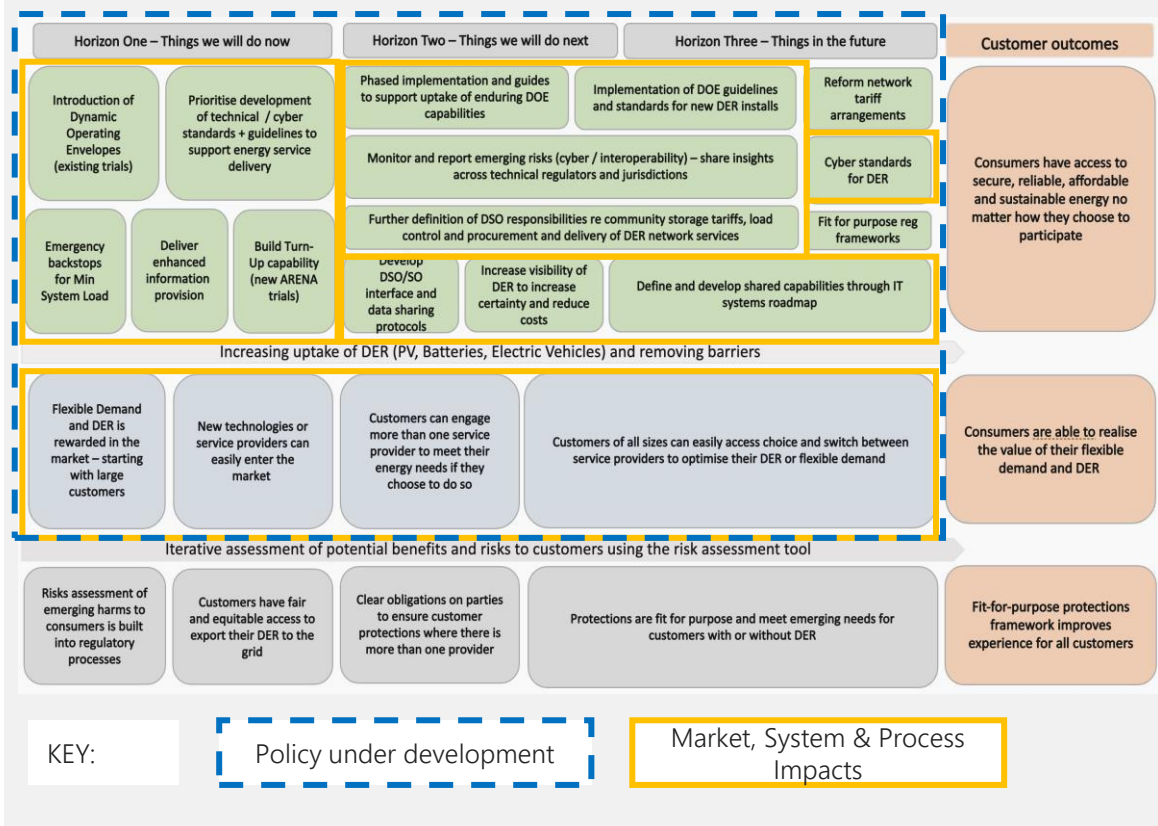 Horizon One – Things we will do now
Horizon Two – Things we will do next
Horizon Three – Things in the future
Customer outcomes
Introduction of
Dynamic
Operating
Envelopes
(existing trials)
Prioritise development
of technical / cyber
standards + guidelines to
support energy service
delivery
Phased implementation and guides
to support uptake of enduring DOE
capabilities
Implementation of DOE guidelines
and standards for new DER installs
Reform network
tariff
arrangements
Monitor and report emerging risks (cyber / interoperability) – share insights
across technical regulators and jurisdictions
Cyber standards
for DER
Consumers have access to
secure, reliable, affordable
and sustainable energy no
matter how they choose to
participate
Emergency
backstops
for Min
System Load
Deliver
enhanced
information
provision
Build Turn-
Up capability
(new ARENA
trials)
Further definition of DSO responsibilities re community storage tariffs, load
control and procurement and delivery of DER network services
Fit for purpose reg
frameworks
Develop
DSO/SO
interface and
data sharing
protocols
Increase visibility of
DER to increase
certainty and reduce
costs
Define and develop shared capabilities through IT
systems roadmap
Increasing uptake of DER (PV, Batteries, Electric Vehicles) and removing barriers
Flexible Demand
and DER is
rewarded in the
market – starting
with large
customers
New technologies or
service providers can
easily enter the
market
Customers can engage
more than one service
provider to meet their
energy needs if they
choose to do so
Customers of all sizes can easily access choice and switch between
service providers to optimise their DER or flexible demand
Consumers are able to realise
the value of their flexible
demand and DER
Iterative assessment of potential benefits and risks to customers using the risk assessment tool
Risks assessment of
emerging harms to
consumers is built
into regulatory
processes
Customers have fair
and equitable access to
export their DER to the
grid
Clear obligations on parties
to ensure customer
protections where there is
more than one provider
Protections are fit for purpose and meet emerging needs for
customers with or without DER
Fit-for-purpose protections
framework improves
experience for all customers
KEY:
Policy under development
Market, System & Process
Impacts